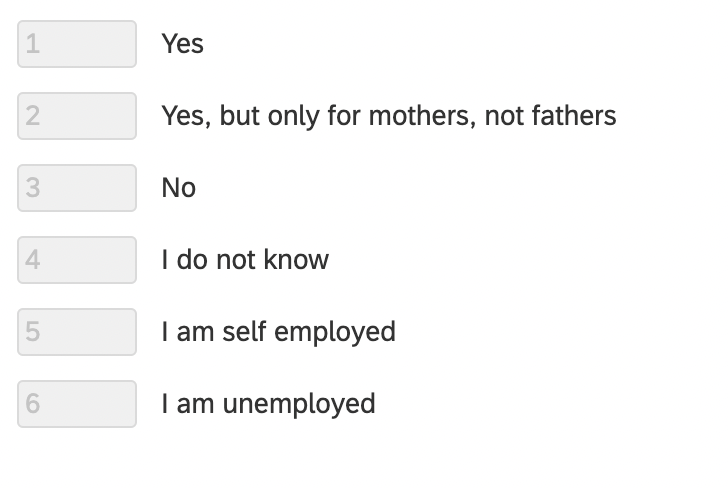 1 Yes
2 Yes, but only for mothers, not fathers
3 No
4 I do not know
5 I am self employed
6 I am unemployed